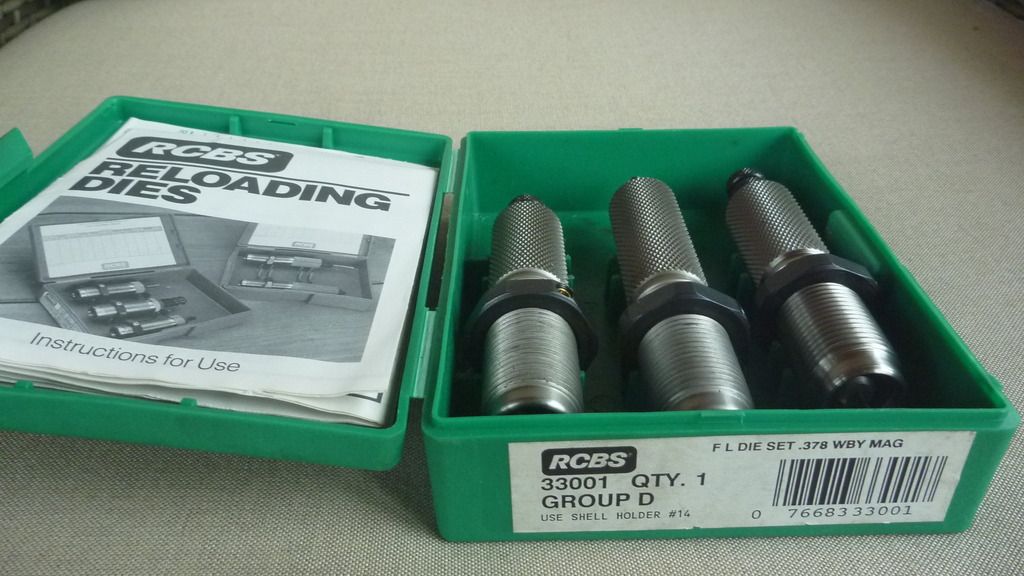 RCBS
RELOADING
DIES
RCBS
Instructions for Use
F L DIE SET .378 WBY MAG
RCBS
33001 QTY. 1
GROUP D
USE SHELL HOLDER #14
0 7668333001